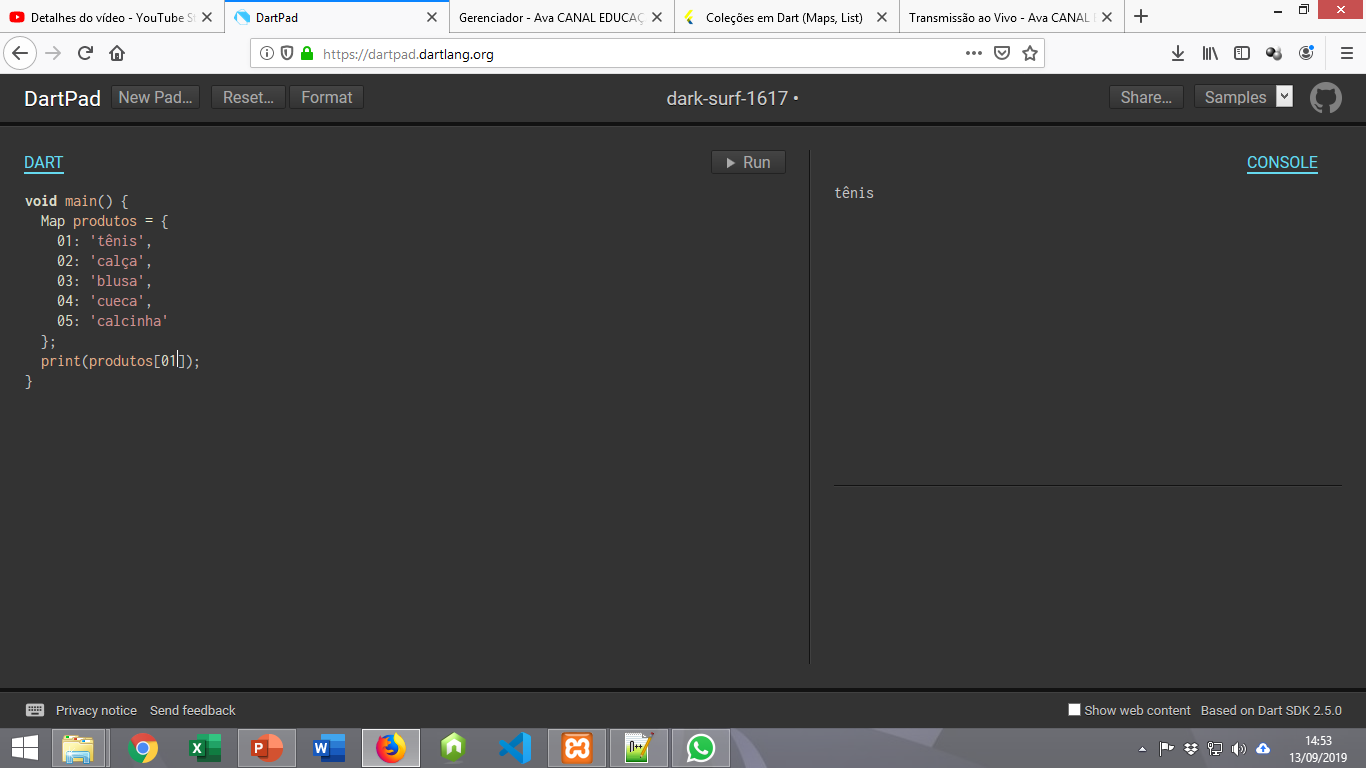 Detalhes do vídeo - YouTube St
DartPad
Gerenciador - Ava CANAL EDUCAÇ
Coleções em Dart (Maps, List)
Transmissão ao Vivo - Ava CANAL E
https://dartpad.dartlang.org
DartPad
New Pad...
Reset...
Format
dark-surf-1617 •
Share...
Samples
DART
Run
CONSOLE
void main() {
  Map produtos = {
    01: 'tênis',
    02: 'calça',
    03: 'blusa',
    04: 'cueca',
    05: 'calcinha'
  };
  print(produtos[01]);
}
tênis
Privacy notice
Send feedback
Show web content
Based on Dart SDK 2.5.0
14:53
13/09/2019